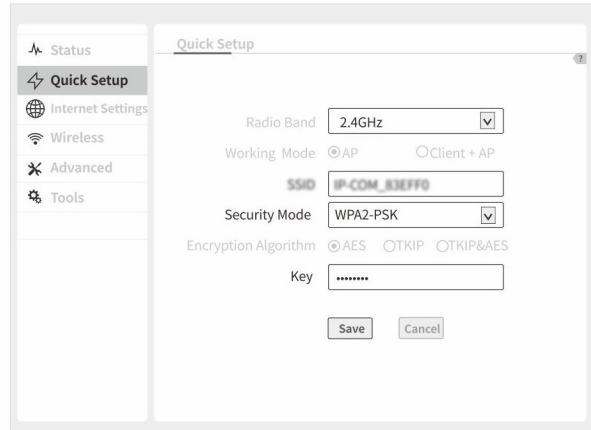 Quick Setup
?
Status
Quick Setup
Internet Settings
Wireless
Advanced
Tools
Radio Band 2.4GHz
Working Mode AP Client + AP
SSID IP-COM_83EFF0
Security Mode WPA2-PSK
Encryption Algorithm AES TKIP TKIP&AES
Key ••••••••
Save Cancel